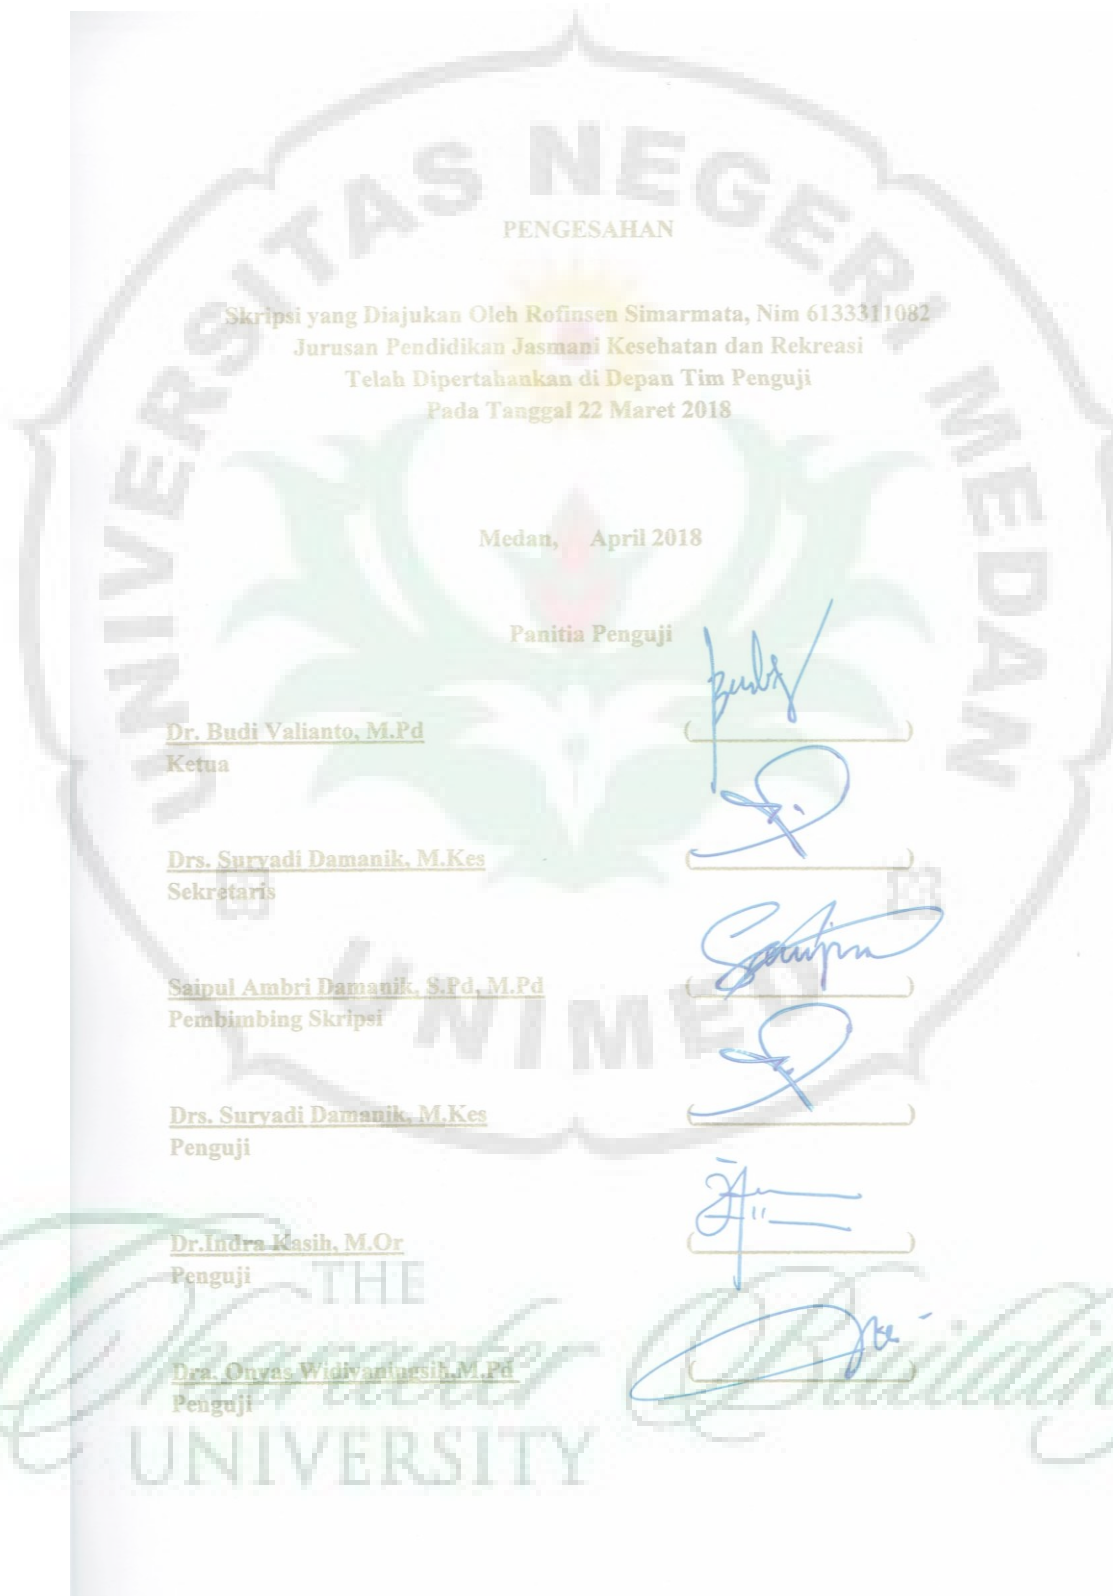 UNIVERSITAS NEGERI MEDAN
PENGESAHAN
Skripsi yang Diajukan Oleh Rofinsen Simarmata, Nim 6133311082
Jurusan Pendidikan Jasmani Kesehatan dan Rekreasi
Telah Dipertahankan di Depan Tim Penguji
Pada Tanggal 22 Maret 2018
Medan, April 2018
Panitia Penguji
Dr. Budi Valianto, M.Pd (          )
Ketua
Drs. Suryadi Damanik, M.Kes (          )
Sekretaris
Saipul Ambri Damanik, S.Pd, M.Pd (          )
Pembimbing Skripsi
UNIMED
Drs. Suryadi Damanik, M.Kes (          )
Penguji
Dr.Indra Kasih, M.Or (          )
Penguji
THE
Character Building
Dra. Onyas Widiyaningsih,M.Pd (          )
Penguji
UNIVERSITY